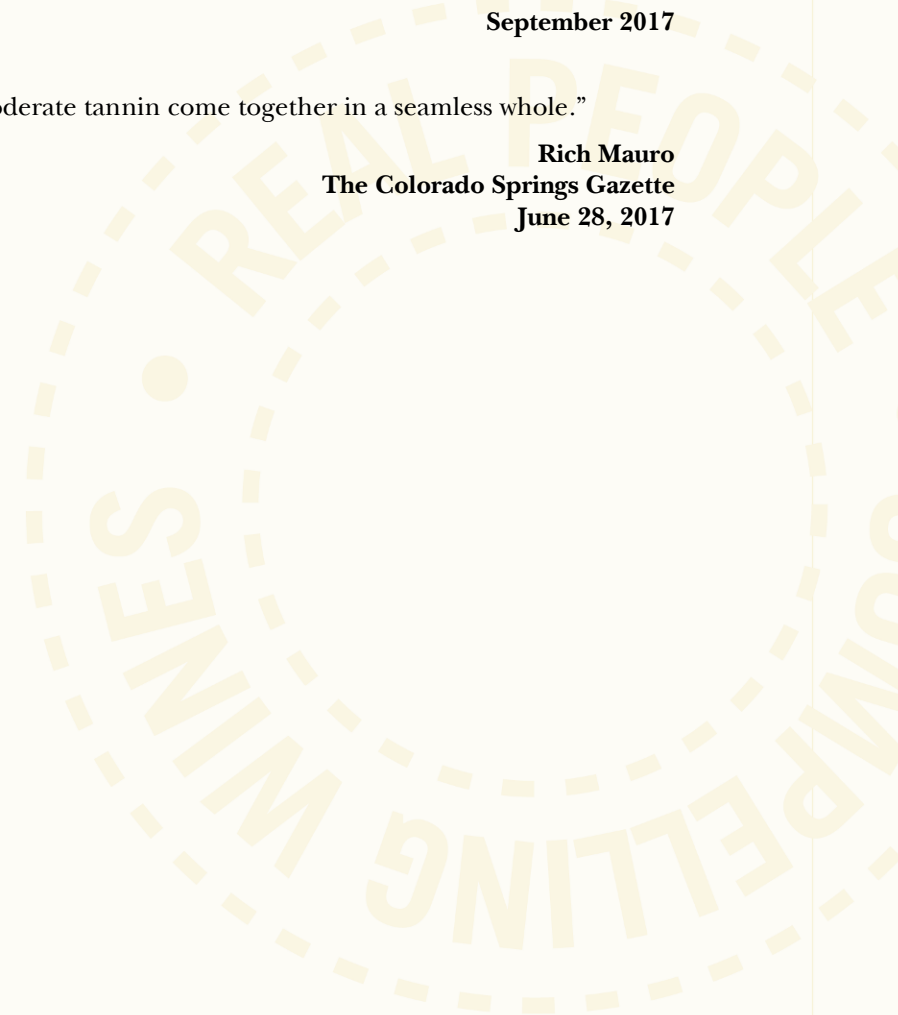 September 2017
oderate tannin come together in a seamless whole.”
Rich Mauro
The Colorado Springs Gazette
June 28, 2017
REAL PEOPLE
OMPELLING WINES